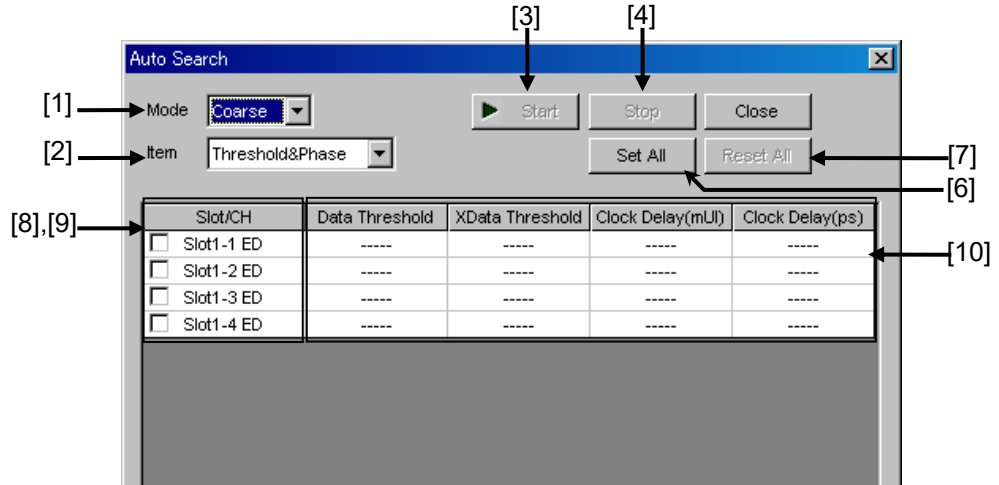 [3] [4]
Auto Search
[1] Mode Coarse Start Stop Close
[2] Item Threshold&Phase Set All Reset All [7]
[6]
[8],[9] Slot/CH Data Threshold XData Threshold Clock Delay(mUI) Clock Delay(ps)
Slot1-1 ED ----- ----- ----- ----- [10]
Slot1-2 ED ----- ----- ----- -----
Slot1-3 ED ----- ----- ----- -----
Slot1-4 ED ----- ----- ----- -----